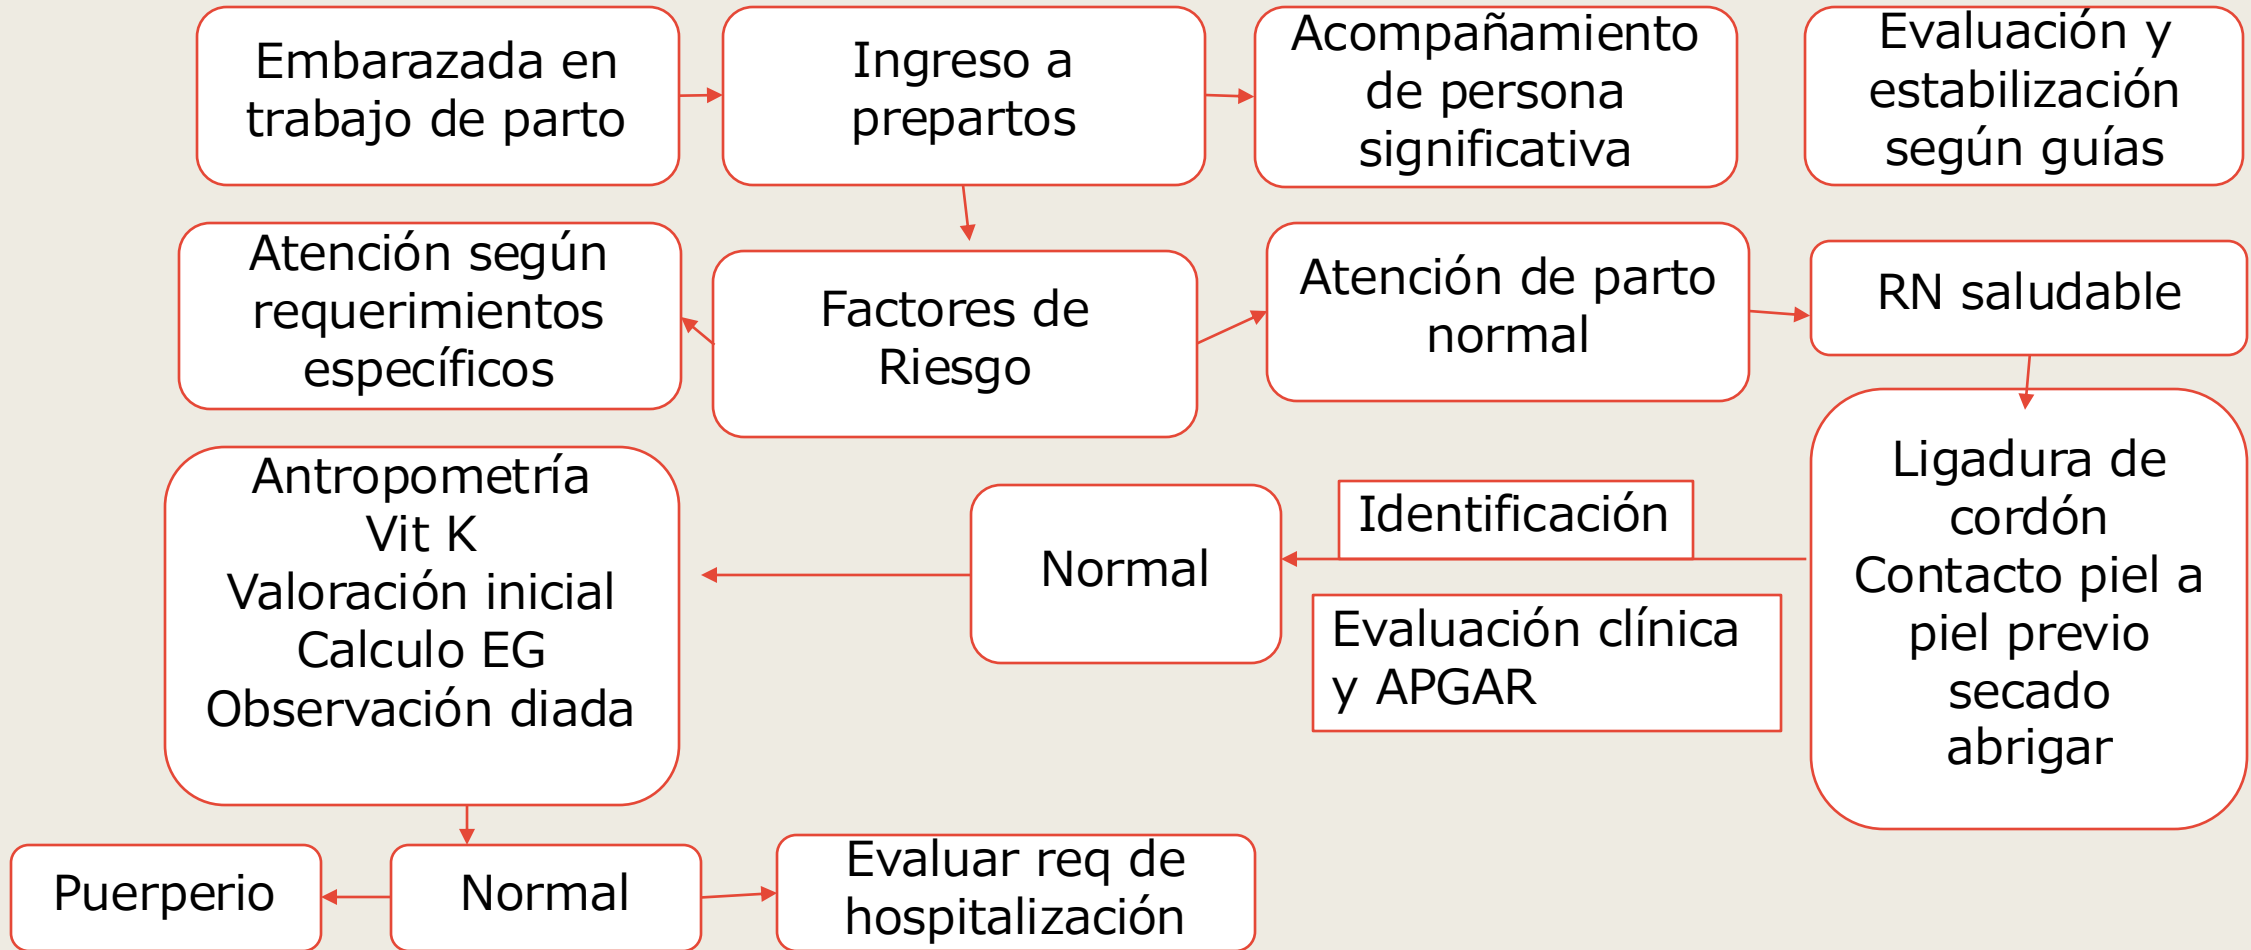 Embarazada en
trabajo de parto
Ingreso a
prepartos
Acompañamiento
de persona
significativa
Evaluación y
estabilización
según guías
Atención según
requerimientos
específicos
Factores de
Riesgo
Atención de parto
normal
RN saludable
Ligadura de
cordón
Contacto piel a
piel previo
secado
abrigar
Identificación
Evaluación clínica
y APGAR
Normal
Antropometría
Vit K
Valoración inicial
Calculo EG
Observación diada
Puerperio
Normal
Evaluar req de
hospitalización